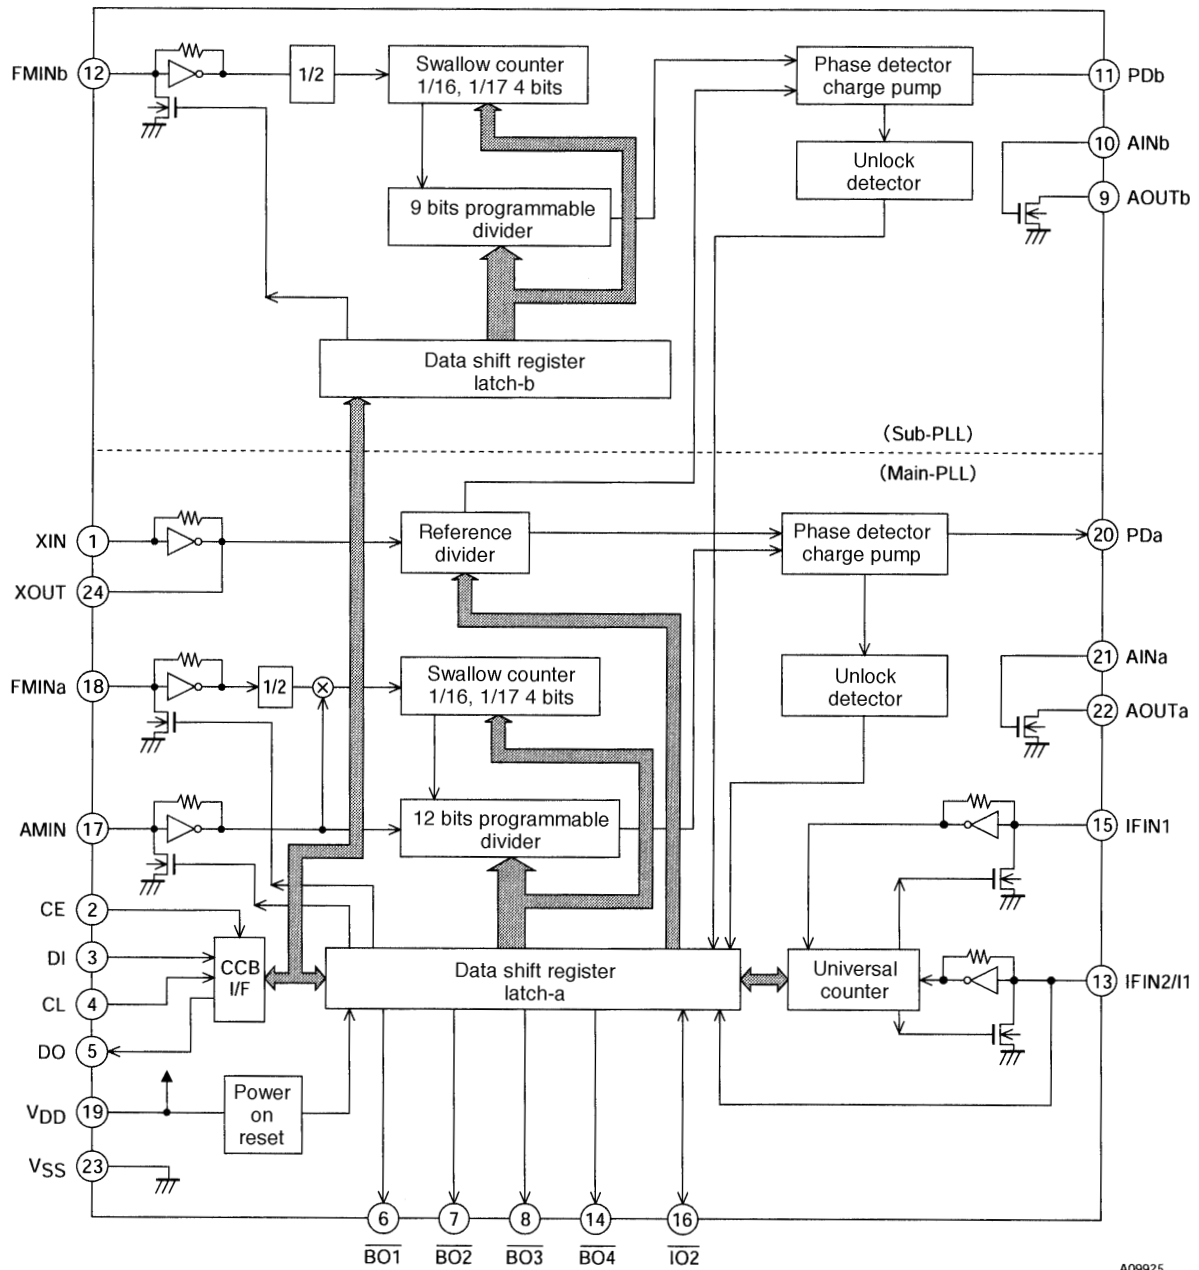 FMINb 12
1/2
Swallow counter
1/16, 1/17 4 bits
Phase detector
charge pump
11 PDb
10 AINb
Unlock
detector
9 AOUTb
9 bits programmable
divider
Data shift register
latch-b
(Sub-PLL)
(Main-PLL)
XIN 1
Reference
divider
Phase detector
charge pump
20 PDa
XOUT 24
21 AINa
FMINa 18
1/2
Swallow counter
1/16, 1/17 4 bits
Unlock
detector
22 AOUTa
AMIN 17
12 bits programmable
divider
15 IFIN1
CE 2
DI 3
CCB
I/F
Data shift register
latch-a
Universal
counter
13 IFIN2/I1
CL 4
DO 5
VDD 19
Power
on
reset
VSS 23
6 7 8 14 16
BO1 BO2 BO3 BO4 IO2
A09925